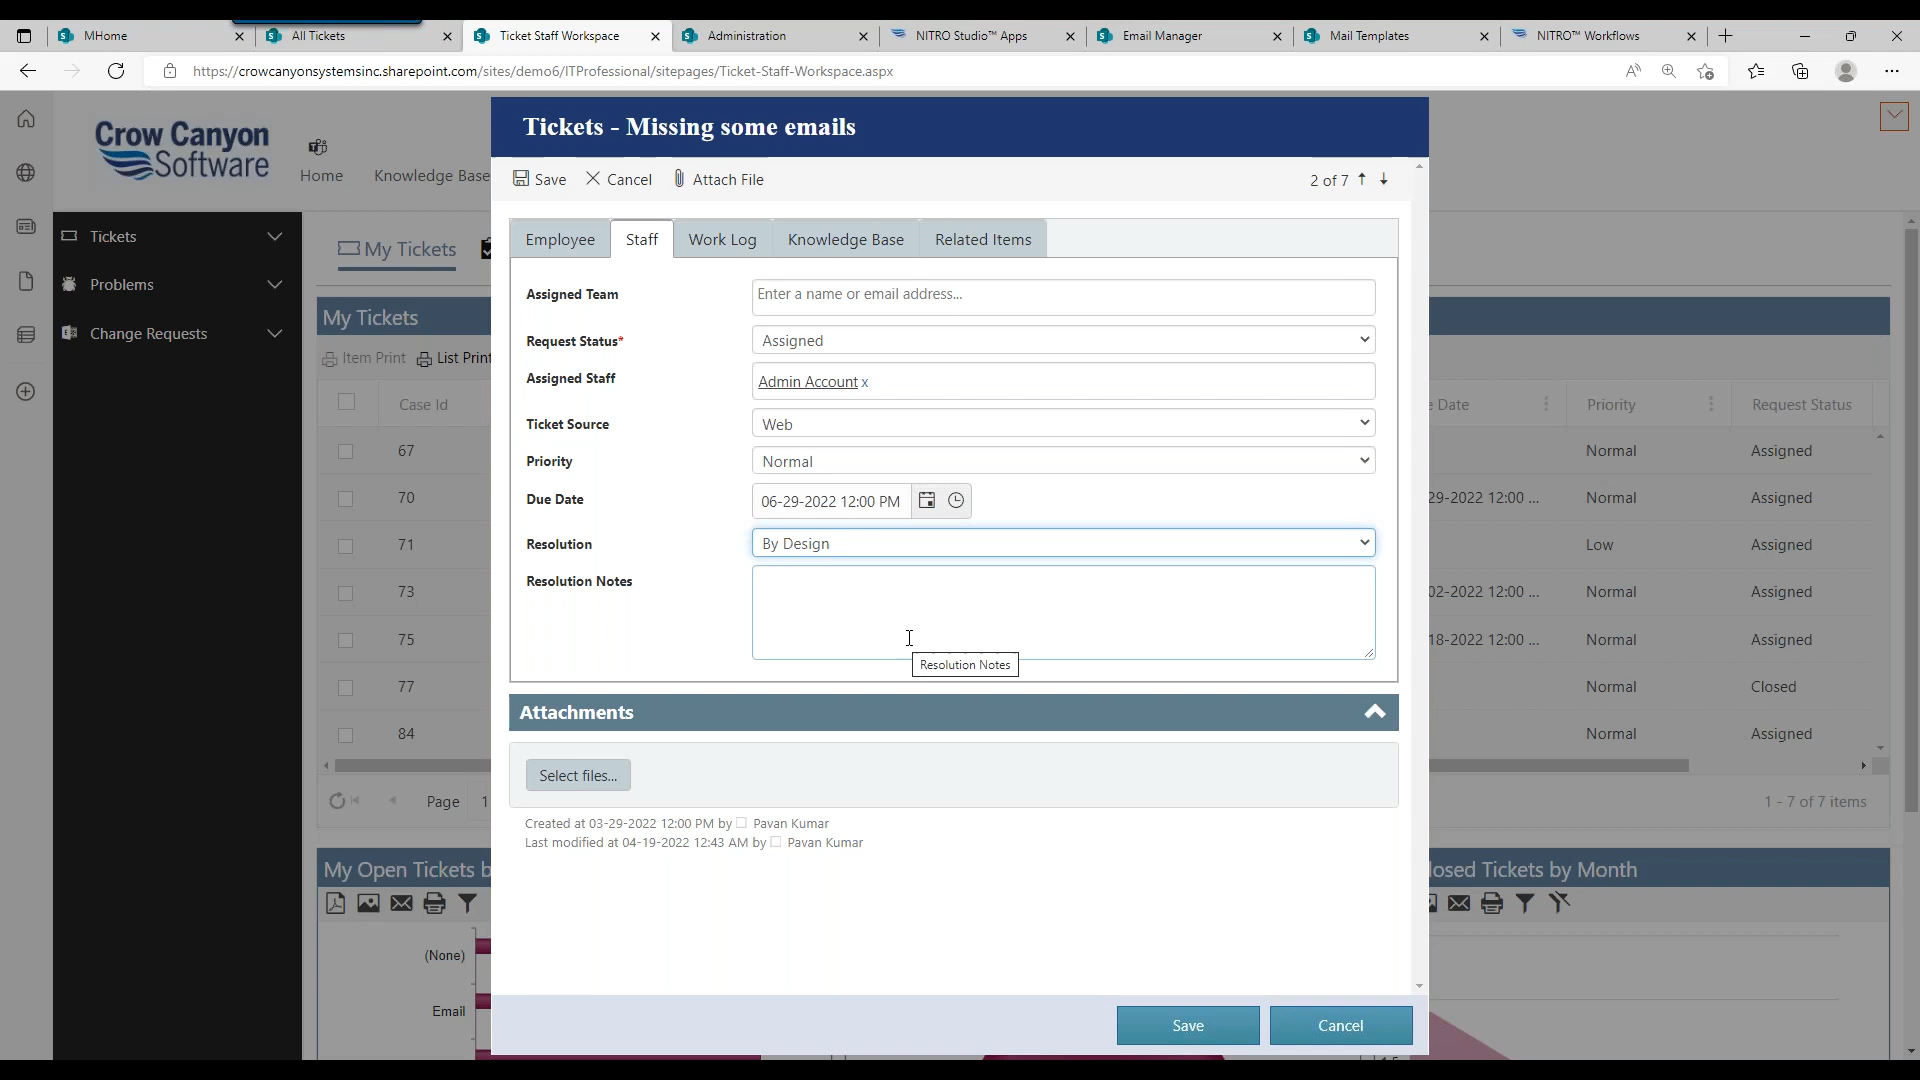 MHome
All Tickets
Ticket Staff Workspace
Administration
NITRO Studio™ Apps
Email Manager
Mail Templates
NITRO™ Workflows
https://crowcanyonsystemsinc.sharepoint.com/sites/demo6/ITProfessional/sitepages/Ticket-Staff-Workspace.aspx
Crow Canyon
Software
Home
Knowledge Base
Tickets
Problems
Change Requests
My Tickets
My Tickets
Item Print
List Print
Case Id
67
70
71
73
75
77
84
Page 1
My Open Tickets b
(None)
Email
Tickets - Missing some emails
Save
Cancel
Attach File
2 of 7
Employee
Staff
Work Log
Knowledge Base
Related Items
Assigned Team
Enter a name or email address...
Request Status*
Assigned
Assigned Staff
Admin Account x
Ticket Source
Web
Priority
Normal
Due Date
06-29-2022 12:00 PM
Resolution
By Design
Resolution Notes
Resolution Notes
Attachments
Select files...
Created at 03-29-2022 12:00 PM by Pavan Kumar
Last modified at 04-19-2022 12:43 AM by Pavan Kumar
Save
Cancel
e Date
Priority
Request Status
Normal Assigned
29-2022 12:00 ... Normal Assigned
Low Assigned
02-2022 12:00 ... Normal Assigned
18-2022 12:00 ... Normal Assigned
Normal Closed
Normal Assigned
1 - 7 of 7 items
losed Tickets by Month